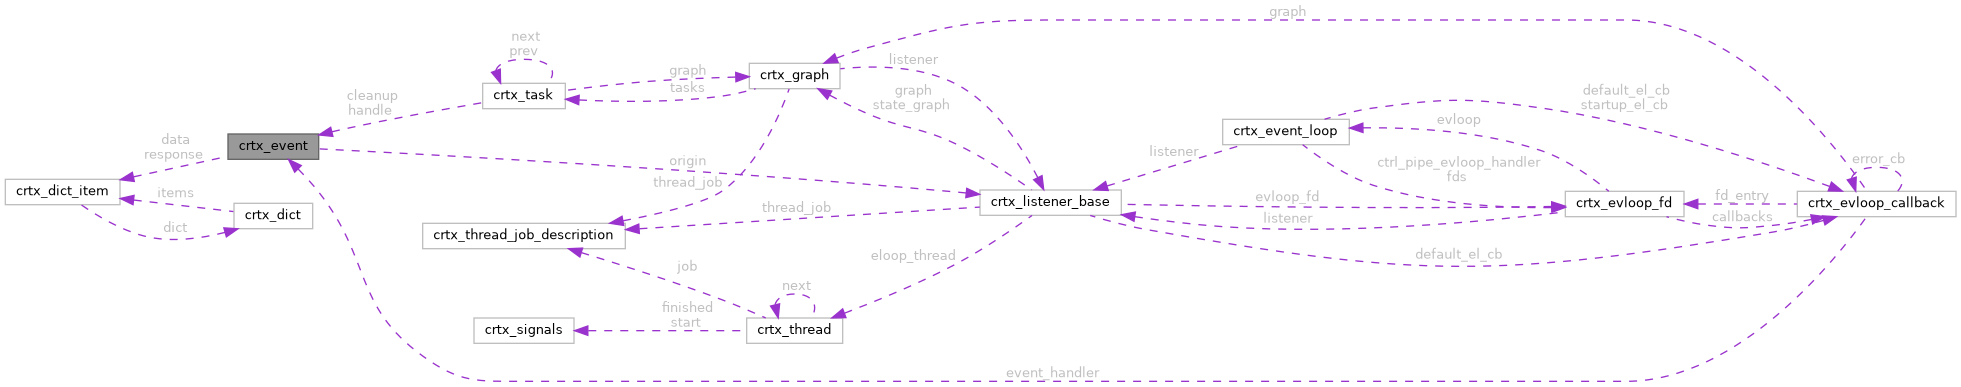 graph
next
prev
listener
crtx_graph
graph
tasks
crtx_task
cleanup
handle
graph
state_graph
default_el_cb
startup_el_cb
evloop
crtx_event_loop
data
response
crtx_event
origin
listener
ctrl_pipe_evloop_handler
fds
error_cb
thread_job
crtx_dict_item
items
dict
crtx_dict
thread_job
crtx_listener_base
evloop_fd
listener
crtx_evloop_fd
fd_entry
callbacks
crtx_evloop_callback
crtx_thread_job_description
eloop_thread
default_el_cb
job
next
finished
start
crtx_signals
crtx_thread
event_handler